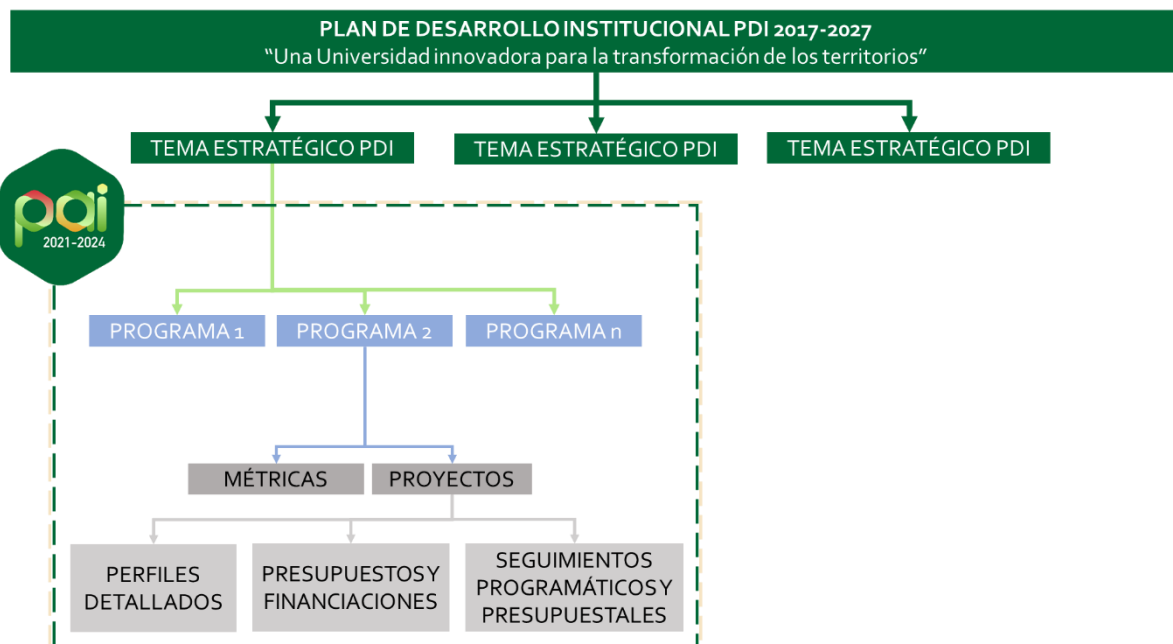 PLAN DE DESARROLLO INSTITUCIONAL PDI 2017-2027
“Una Universidad innovadora para la transformación de los territorios”
TEMA ESTRATÉGICO PDI
TEMA ESTRATÉGICO PDI
TEMA ESTRATÉGICO PDI
pai
2021-2024
PROGRAMA 1
PROGRAMA 2
PROGRAMA n
MÉTRICAS
PROYECTOS
PERFILES
DETALLADOS
PRESUPUESTOS Y
FINANCIACIONES
SEGUIMIENTOS
PROGRAMÁTICOS Y
PRESUPUESTALES